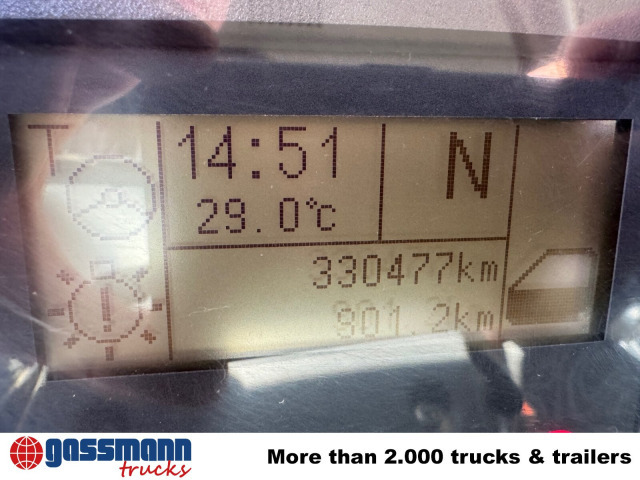 T
14:51
N
29.0°C
330477km
901.2km
gassmann
trucks
More than 2.000 trucks & trailers